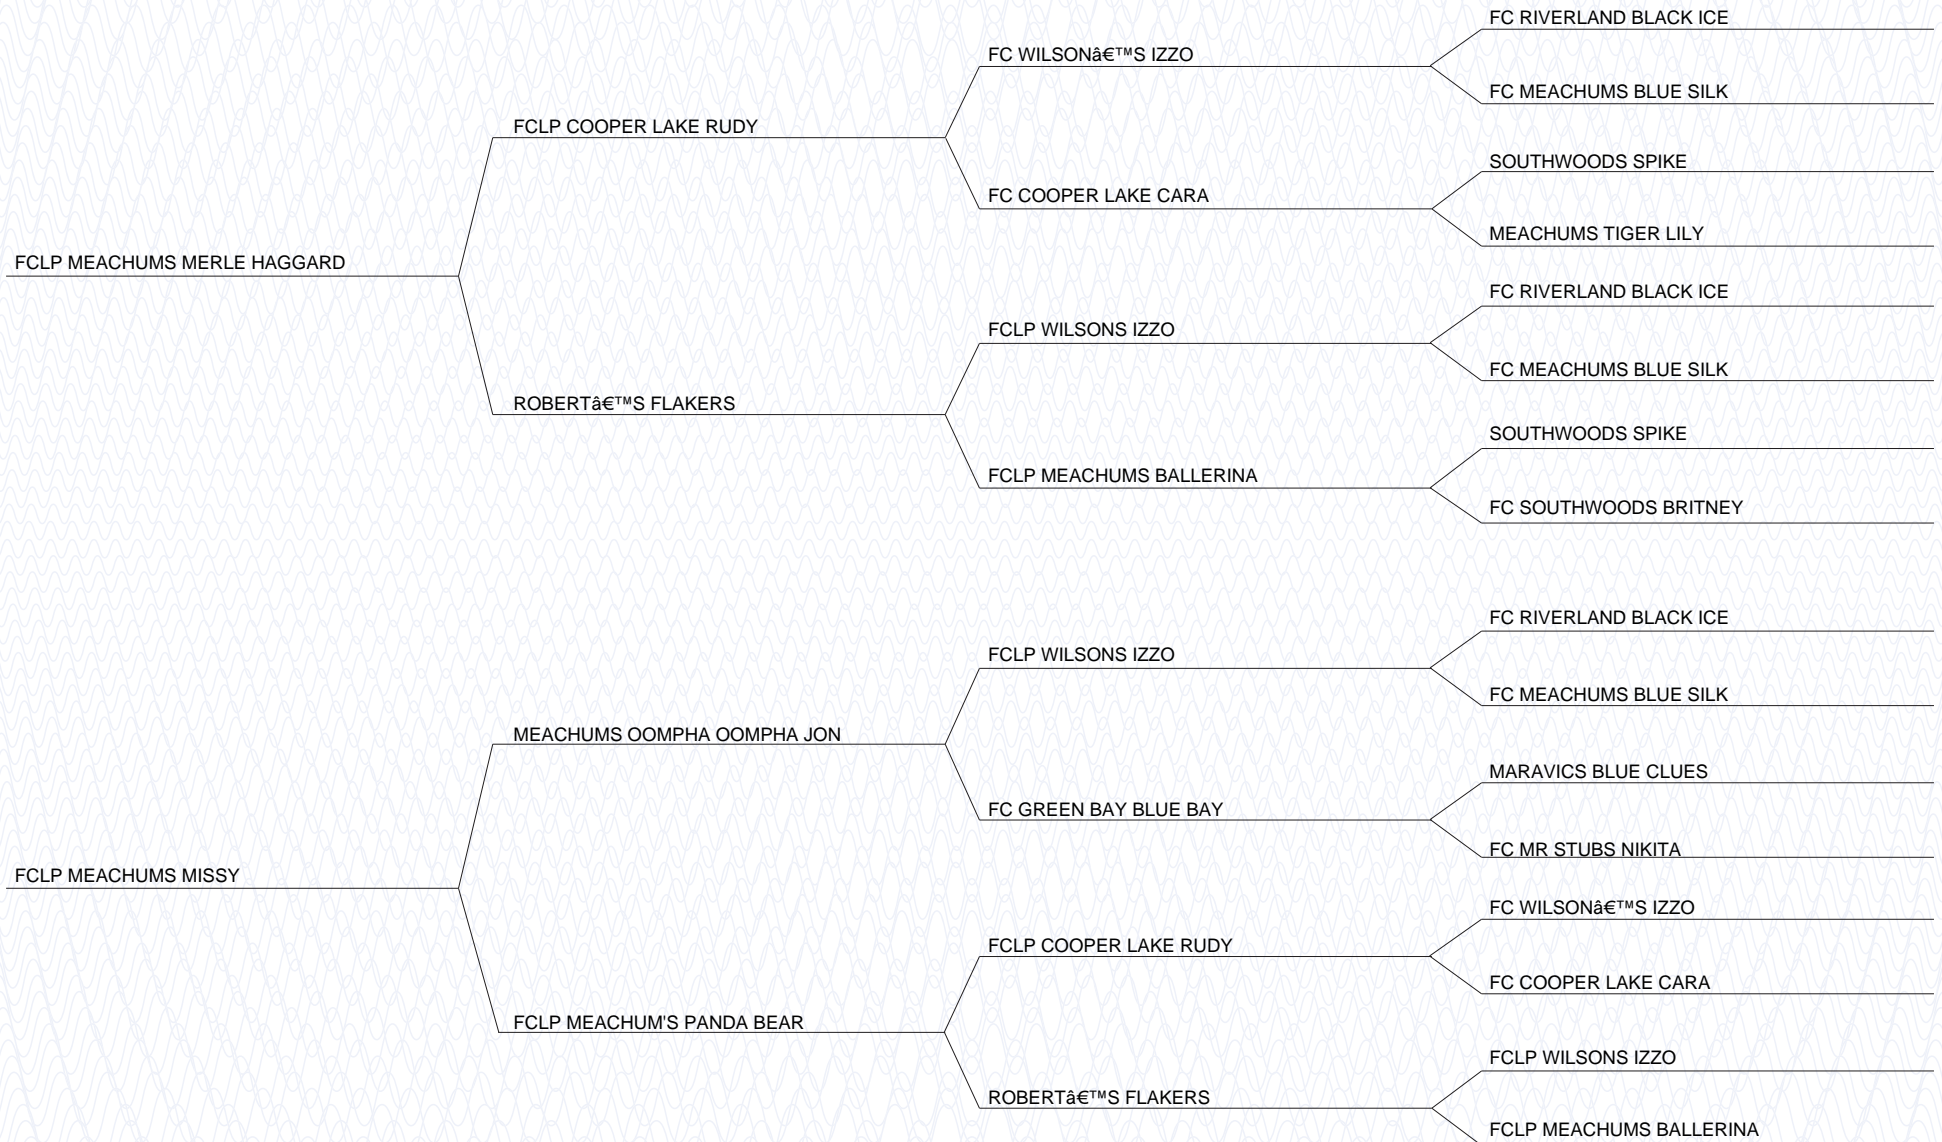 FC RIVERLAND BLACK ICE
FC WILSONâ€™S IZZO
FC MEACHUMS BLUE SILK
FCLP COOPER LAKE RUDY
SOUTHWOODS SPIKE
FC COOPER LAKE CARA
MEACHUMS TIGER LILY
FCLP MEACHUMS MERLE HAGGARD
FC RIVERLAND BLACK ICE
FCLP WILSONS IZZO
FC MEACHUMS BLUE SILK
ROBERTâ€™S FLAKERS
SOUTHWOODS SPIKE
FCLP MEACHUMS BALLERINA
FC SOUTHWOODS BRITNEY
FC RIVERLAND BLACK ICE
FCLP WILSONS IZZO
FC MEACHUMS BLUE SILK
MEACHUMS OOMPHA OOMPHA JON
MARAVICS BLUE CLUES
FC GREEN BAY BLUE BAY
FC MR STUBS NIKITA
FCLP MEACHUMS MISSY
FC WILSONâ€™S IZZO
FCLP COOPER LAKE RUDY
FC COOPER LAKE CARA
FCLP MEACHUM'S PANDA BEAR
FCLP WILSONS IZZO
ROBERTâ€™S FLAKERS
FCLP MEACHUMS BALLERINA